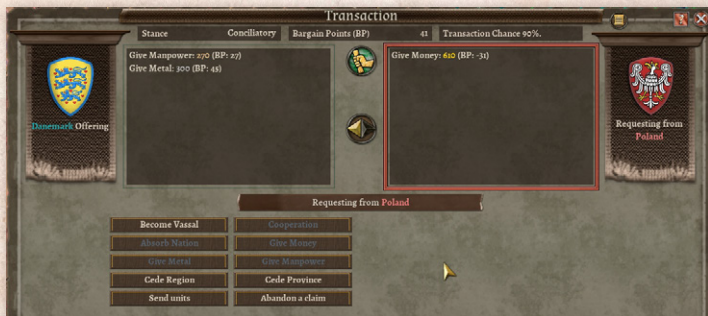 Transaction
Stance Conciliatory Bargain Points (BP) 41 Transaction Chance 90%.
Give Manpower: 270 (BP: 27)
Give Metal: 300 (BP: 45)
Give Money: 610 (BP: -31)
Danemark Offering
Requesting from
Poland
Requesting from Poland
Become Vassal Cooperation
Absorb Nation Give Money
Give Metal Give Manpower
Cede Region Cede Province
Send units Abandon a claim